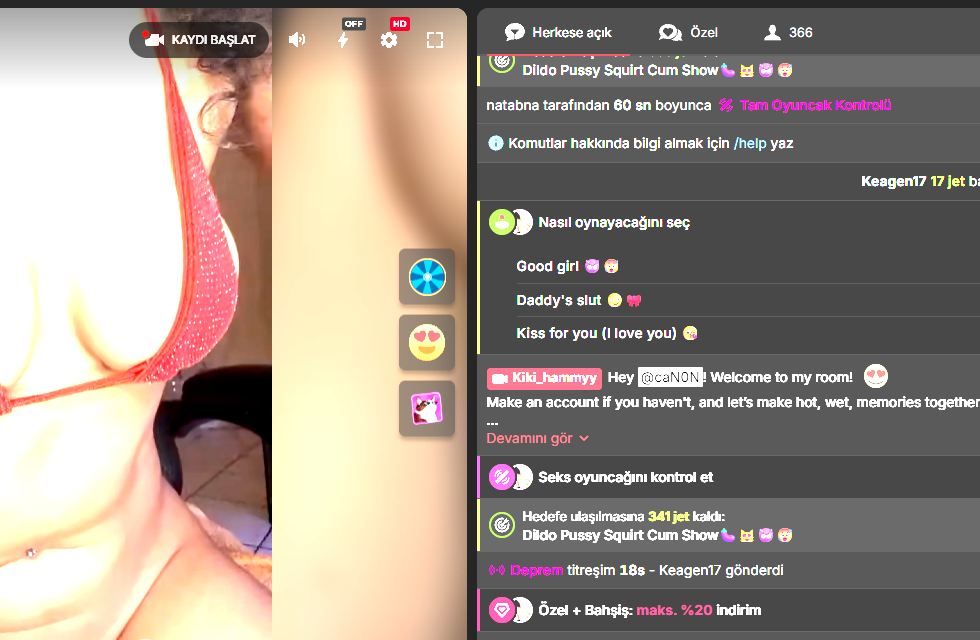 KAYDI BAŞLAT
OFF
HD
Herkese açık
Özel
366
Dildo Pussy Squirt Cum Show
natabna tarafından 60 sn boyunca Tam Oyuncak Kontrolü
Komutlar hakkında bilgi almak için /help yaz
Keagen17 17 jet ba
Nasıl oynayacağını seç
Good girl
Daddy's slut
Kiss for you (I love you)
Kiki_hammyy Hey @caN0N! Welcome to my room!
Make an account if you haven't, and let's make hot, wet, memories together
...
Devamını gör
Seks oyuncağını kontrol et
Hedefe ulaşılmasına 341 jet kaldı:
Dildo Pussy Squirt Cum Show
Deprem titreşim 18s - Keagen17 gönderdi
Özel + Bahşiş: maks. %20 indirim